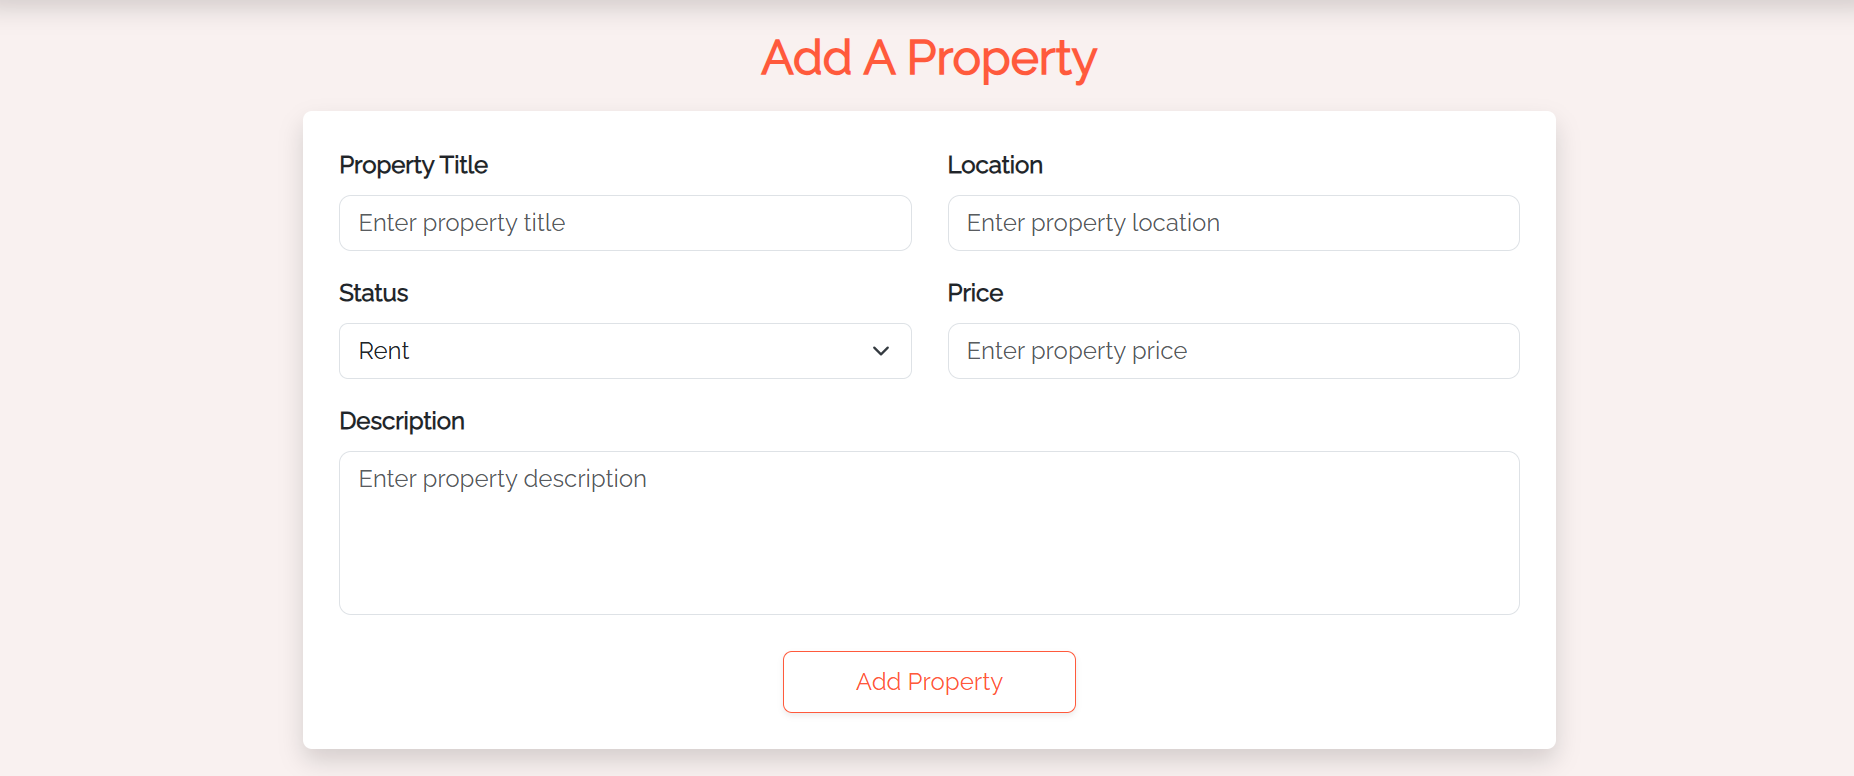 Add A Property
Property Title
Enter property title
Location
Enter property location
Status
Rent
Price
Enter property price
Description
Enter property description
Add Property